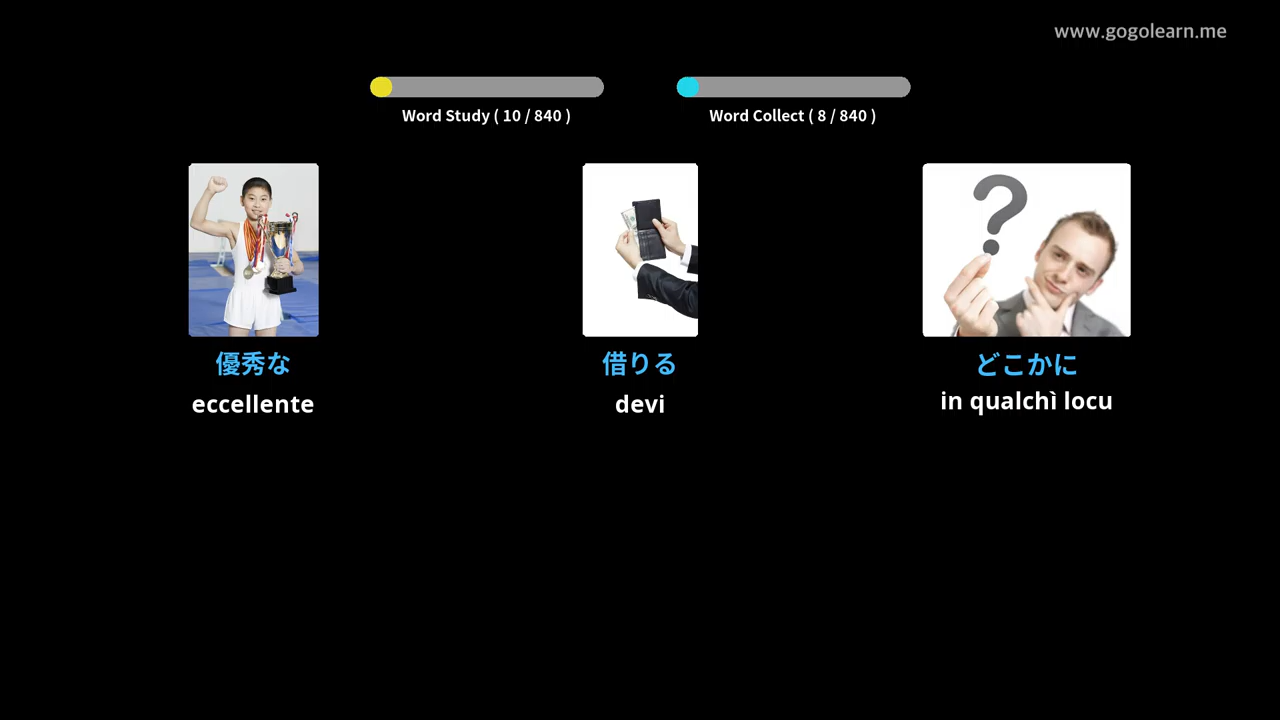 www.gogolearn.me
Word Study ( 10 / 840 )
Word Collect ( 8 / 840 )
優秀な
借りる
どこかに
eccellente
devi
in qualchì locu